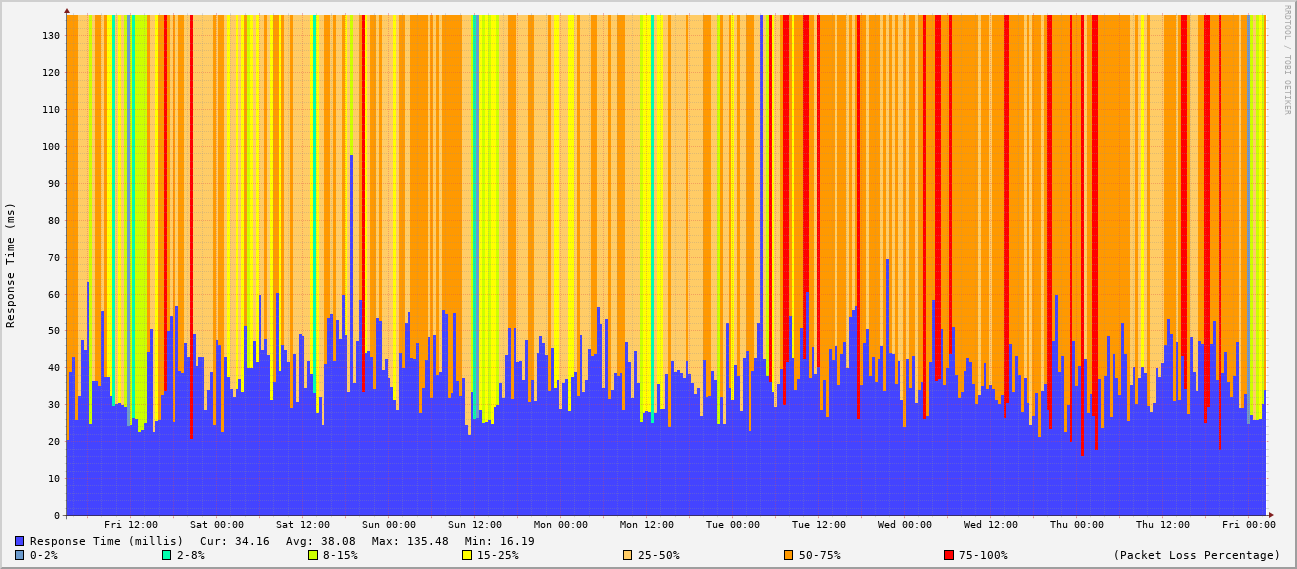 RRDTOOL / TOBI OETIKER
Response Time (ms)
130
120
110
100
90
80
70
60
50
40
30
20
10
0
Fri 12:00 Sat 00:00 Sat 12:00 Sun 00:00 Sun 12:00 Mon 00:00 Mon 12:00 Tue 00:00 Tue 12:00 Wed 00:00 Wed 12:00 Thu 00:00 Thu 12:00 Fri 00:00
Response Time (millis) Cur: 34.16 Avg: 38.08 Max: 135.48 Min: 16.19
0-2% 2-8% 8-15% 15-25% 25-50% 50-75% 75-100% (Packet Loss Percentage)